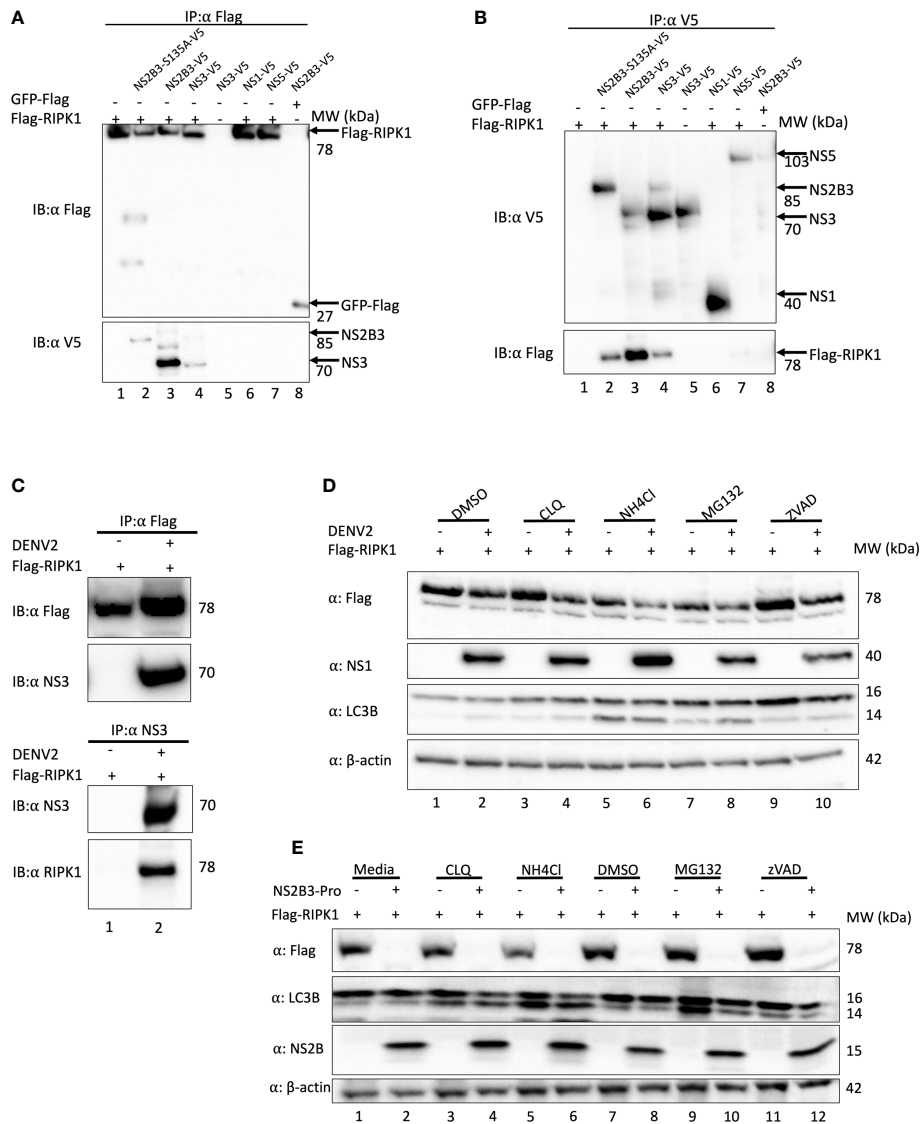 A
IP:α Flag
NS2B3-S135A-V5 NS2B3-V5 NS3-V5 NS3-V5 NS1-V5 NS5-V5 NS2B3-V5
GFP-Flag - - - - - - - +
Flag-RIPK1 + + + + - + + - MW (kDa)
Flag-RIPK1
78
IB:α Flag
GFP-Flag
27
IB:α V5
NS2B3
85
NS3
70
1 2 3 4 5 6 7 8
B
IP:α V5
NS2B3-S135A-V5 NS2B3-V5 NS3-V5 NS3-V5 NS1-V5 NS5-V5 NS2B3-V5
GFP-Flag - - - - - - - +
Flag-RIPK1 + + + + - + + - MW (kDa)
NS5
103
NS2B3
85
IB:α V5
NS3
70
NS1
40
IB:α Flag
Flag-RIPK1
78
1 2 3 4 5 6 7 8
C
IP:α Flag
DENV2 - +
Flag-RIPK1 + +
IB:α Flag 78
IB:α NS3 70
IP:α NS3
DENV2 - +
Flag-RIPK1 + +
IB:α NS3 70
IB:α RIPK1 78
1 2
D
DMSO CLQ NH4Cl MG132 ZVAD
DENV2 - + - + - + - + - +
Flag-RIPK1 + + + + + + + + + + MW (kDa)
α: Flag 78
α: NS1 40
α: LC3B 16
14
α: β-actin 42
1 2 3 4 5 6 7 8 9 10
E
Media CLQ NH4Cl DMSO MG132 zVAD
NS2B3-Pro - + - + - + - + - + - +
Flag-RIPK1 + + + + + + + + + + + + MW (kDa)
α: Flag 78
α: LC3B 16
14
α: NS2B 15
α: β-actin 42
1 2 3 4 5 6 7 8 9 10 11 12